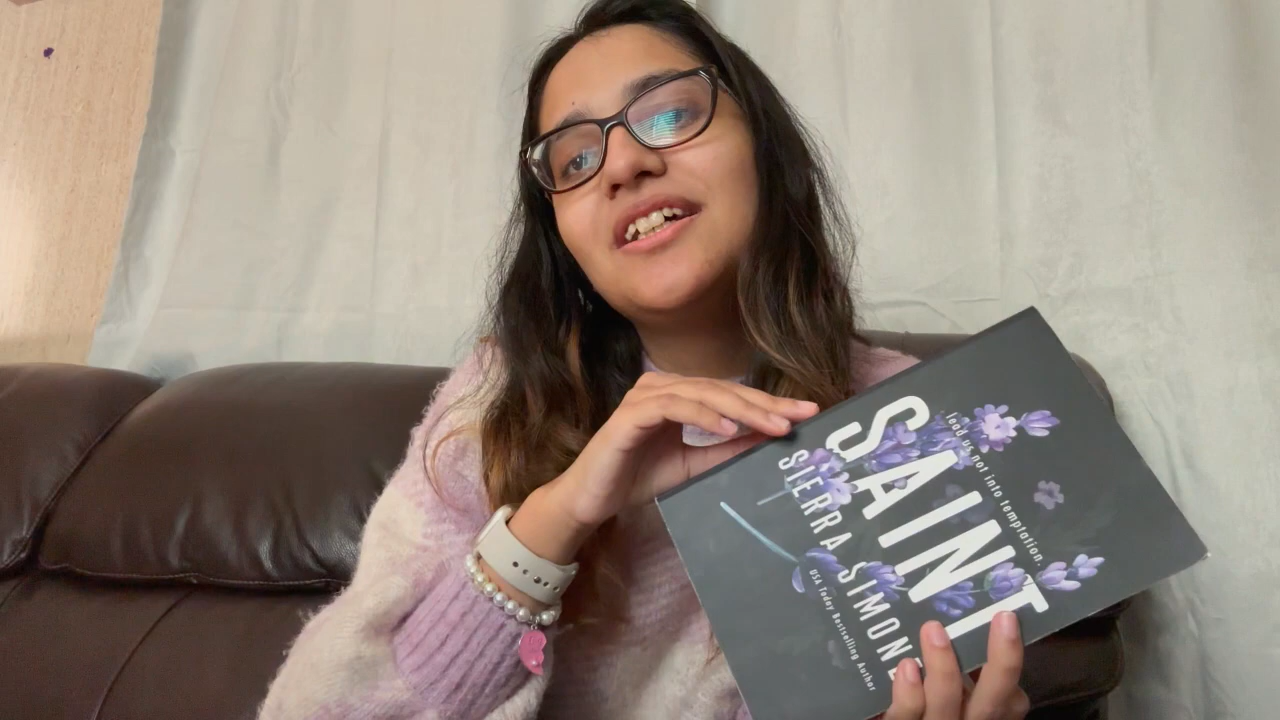 lead us not into temptation.
SAINT
SIERRA SIMONE
USA Today Bestselling Author